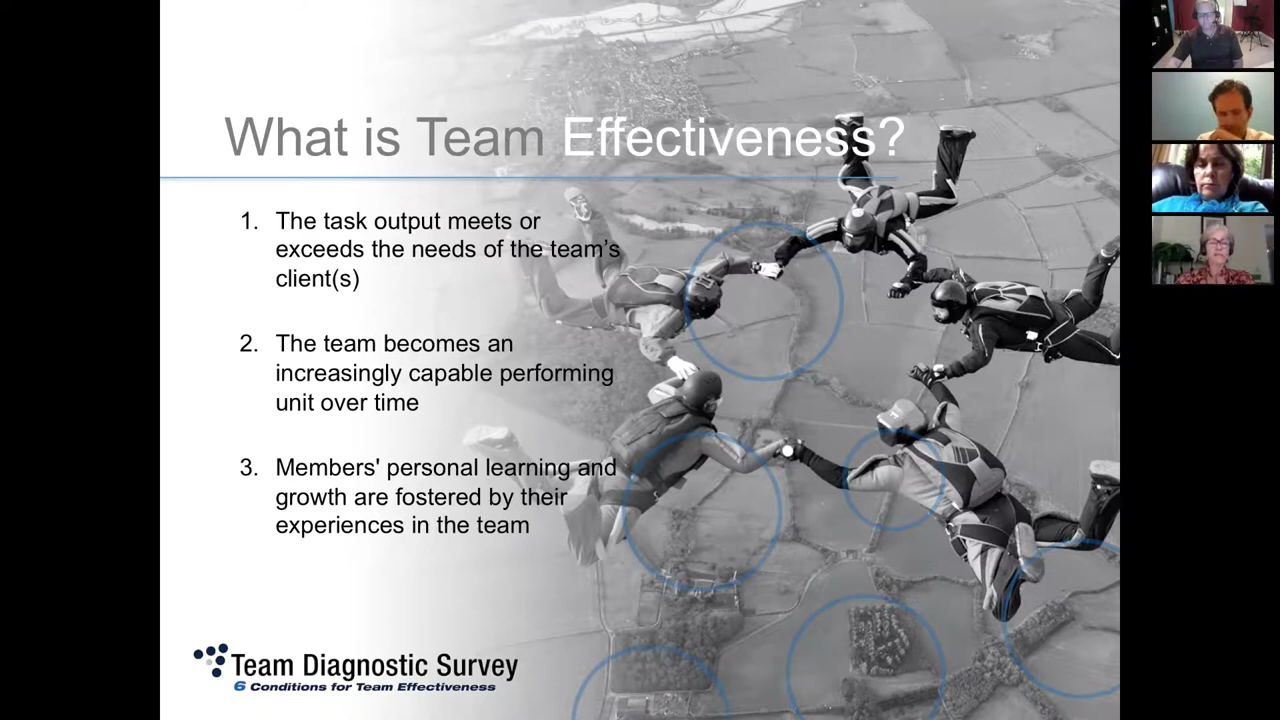 What is Team Effectiveness?
1. The task output meets or
exceeds the needs of the team's
client(s)
2. The team becomes an
increasingly capable performing
unit over time
3. Members' personal learning and
growth are fostered by their
experiences in the team
Team Diagnostic Survey
6 Conditions for Team Effectiveness